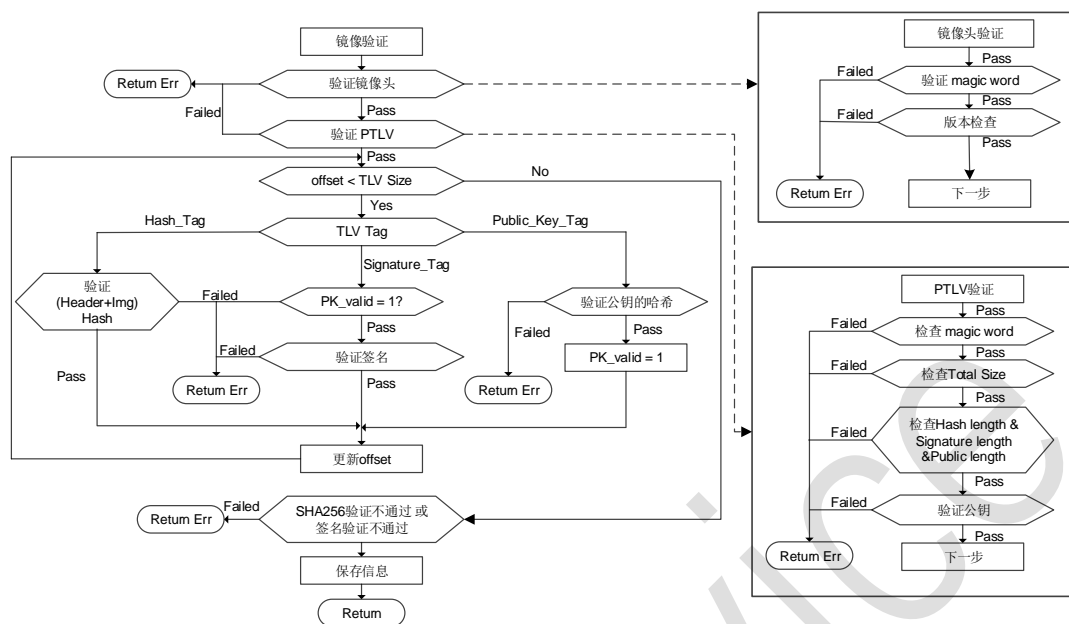 镜像验证
Return Err
验证镜像头
Failed
Pass
验证 PTLV
Pass
offset < TLV Size
No
Yes
Hash_Tag
TLV Tag
Public_Key_Tag
Signature_Tag
验证
(Header+Img)
Hash
Failed
PK_valid = 1?
验证公钥的哈希
Pass
Failed
Pass
Failed
验证签名
PK_valid = 1
Pass
Return Err
Pass
Return Err
更新offset
Return Err
Failed
SHA256验证不通过 或
签名验证不通过
保存信息
Return
镜像头验证
Pass
Failed
验证 magic word
Pass
Failed
版本检查
Pass
Return Err
下一步
PTLV验证
Pass
Failed
检查 magic word
Pass
Failed
检查Total Size
Pass
Failed
检查Hash length &
Signature length
&Public length
Pass
Failed
验证公钥
Pass
Return Err
下一步
vice